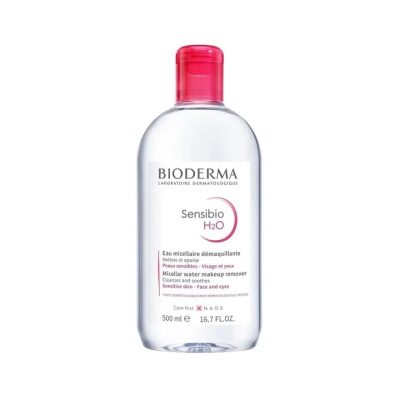 BIODERMA
LABORATOIRE DERMATOLOGIQUE
Sensibio
H2O
Eau micellaire démaquillante
Nettoie et apaise
Peaux sensibles - Visage et yeux
Micellar water makeup remover
Cleanses and soothes
Sensitive skin - Face and eyes
Care first NAOS
500 ml ℮ 16.7 FL.OZ.